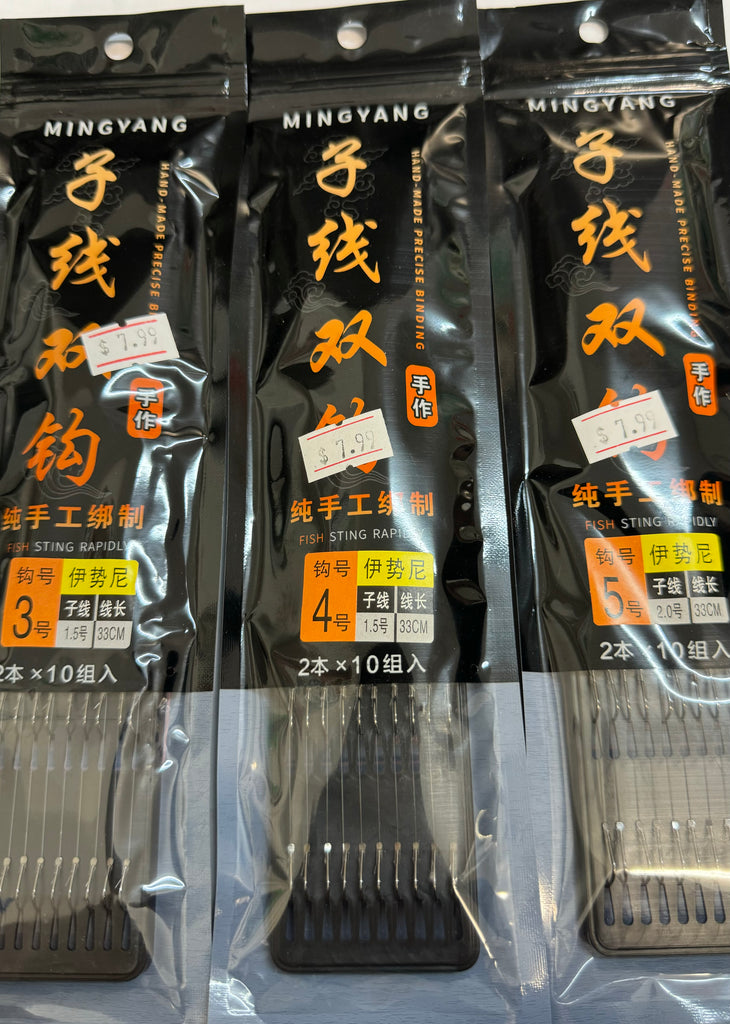 MINGYANG
子线双
钩
HAND-MADE PRECISE B
$7.99
手作
纯手工绑制
FISH STING RAPIDLY
钩号
3号
伊势尼
子线 线长
1.5号 33CM
2本×10组入
MINGYANG
子线双
HAND-MADE PRECISE BINDING
手作
$7.99
纯手工绑制
FISH STING RAPIDLY
钩号
4号
伊势尼
子线 线长
1.5号 33CM
2本×10组入
MINGYANG
子线双
HAND-MADE PRECISE BINDING
手作
$7.99
纯手工绑制
FISH STING RAPIDLY
钩号
5号
伊势尼
子线 线长
2.0号 33CM
2本×10组入